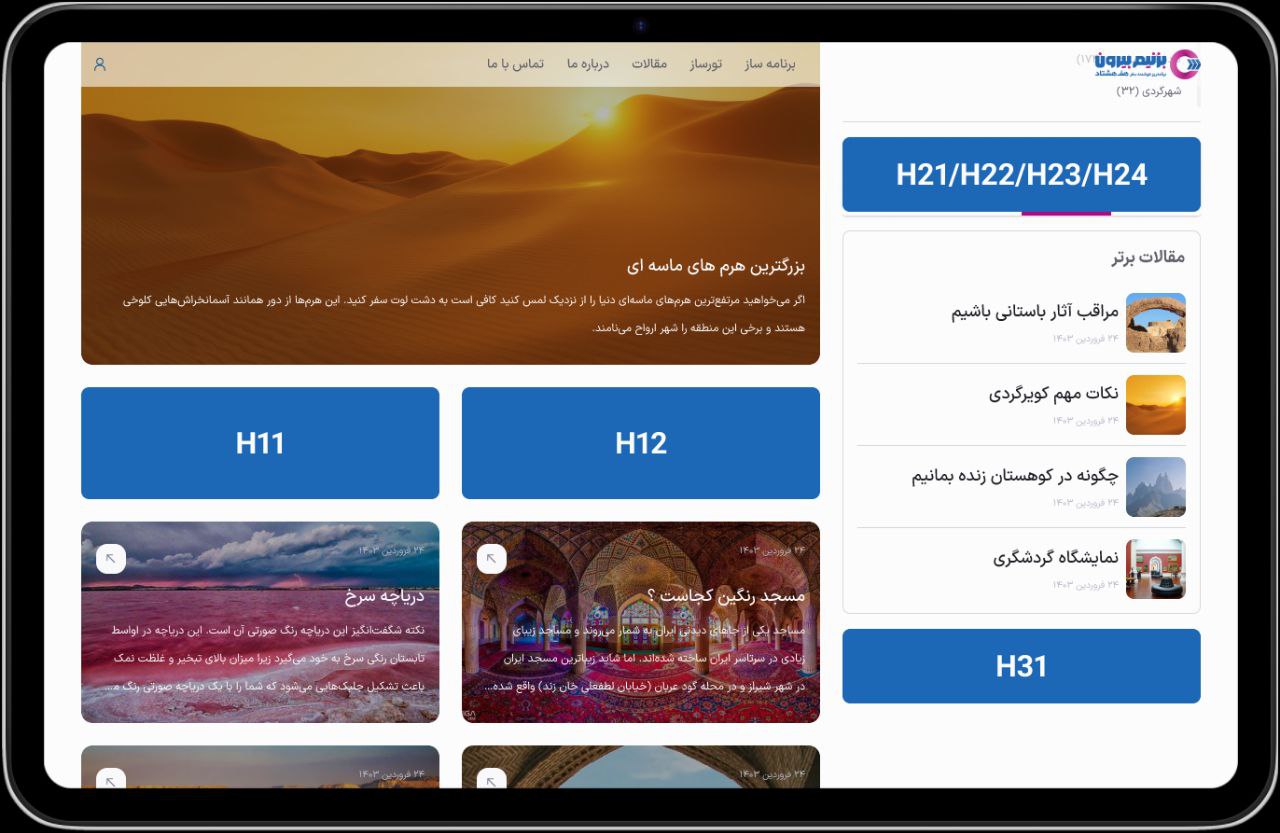 بزنیم بیرون
برنامه ساز
تورساز
مقالات
درباره ما
تماس با ما
شهرگردی (۳۲)
H21/H22/H23/H24
مقالات برتر
مراقب آثار باستانی باشیم
۲۴ فروردین ۱۴۰۳
نکات مهم کویرگردی
۲۴ فروردین ۱۴۰۳
چگونه در کوهستان زنده بمانیم
۲۴ فروردین ۱۴۰۳
نمایشگاه گردشگری
۲۴ فروردین ۱۴۰۳
H31
بزرگترین هرم های ماسه ای
اگر می‌خواهید مرتفع‌ترین هرم‌های ماسه‌ای دنیا را از نزدیک لمس کنید کافی است به دشت لوت سفر کنید. این هرم‌ها از دور همانند آسمانخراش‌هایی کلوخی
هستند و برخی این منطقه را شهر ارواح می‌نامند.
H12
H11
۲۴ فروردین ۱۴۰۳
مسجد رنگین کجاست ؟
مساجد یکی از جاهای دیدنی ایران به شمار می‌روند و مساجد زیبای
زیادی در سرتاسر ایران ساخته شده‌اند. اما شاید زیباترین مسجد ایران
در شهر شیراز و در محله گود عربان (خیابان لطفعلی خان زند) واقع شده...
۲۴ فروردین ۱۴۰۳
دریاچه سرخ
نکته شگفت‌انگیز این دریاچه رنگ صورتی آن است. این دریاچه در اواسط
تابستان رنگی سرخ به خود می‌گیرد زیرا میزان بالای تبخیر و غلظت نمک
باعث تشکیل جلبک‌هایی می‌شود که شما را با یک دریاچه صورتی رنگ م...
۲۴ فروردین ۱۴۰۳
۲۴ فروردین ۱۴۰۳